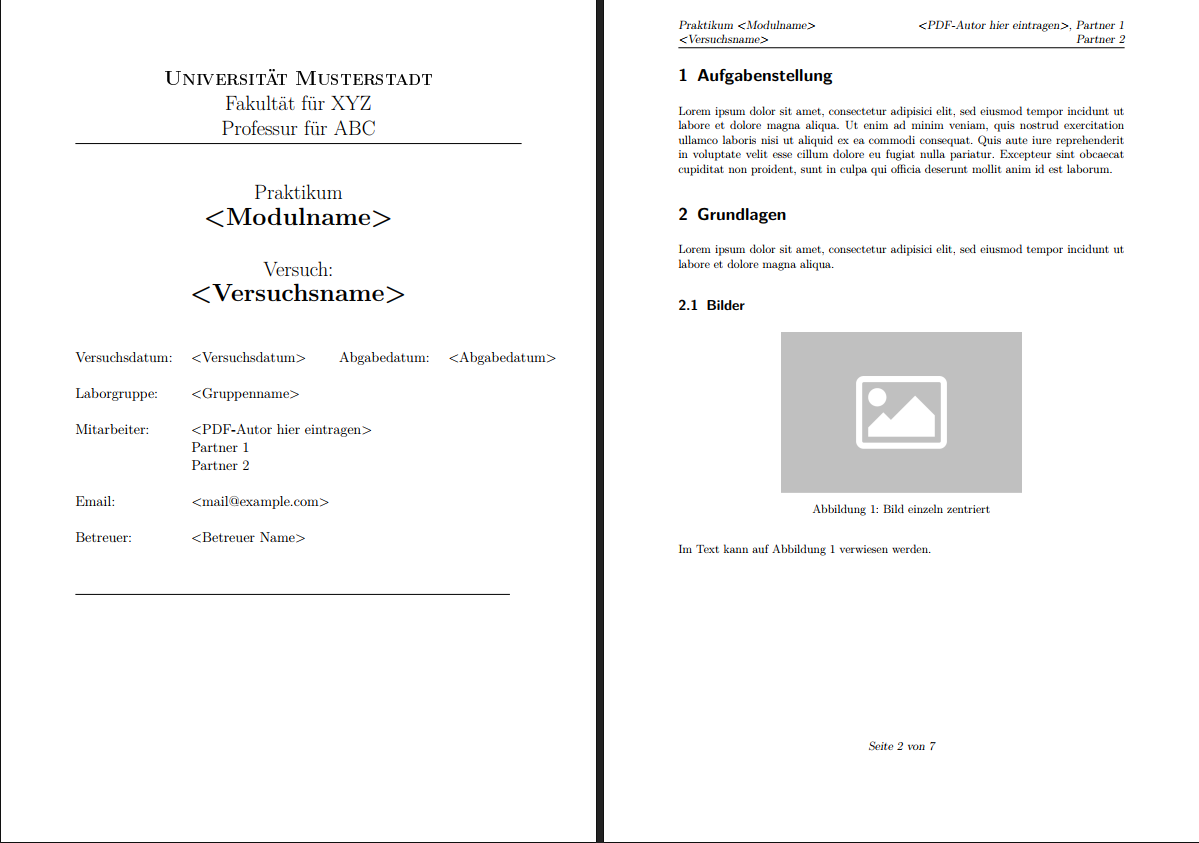 Universität Musterstadt
Fakultät für XYZ
Professur für ABC
Praktikum
<Modulname>
Versuch:
<Versuchsname>
Versuchsdatum: <Versuchsdatum> Abgabedatum: <Abgabedatum>
Laborgruppe: <Gruppenname>
Mitarbeiter: <PDF-Autor hier eintragen>
Partner 1
Partner 2
Email: <mail@example.com>
Betreuer: <Betreuer Name>
Praktikum <Modulname> <PDF-Autor hier eintragen>, Partner 1
<Versuchsname> Partner 2
1 Aufgabenstellung
Lorem ipsum dolor sit amet, consectetur adipisici elit, sed eiusmod tempor incidunt ut
labore et dolore magna aliqua. Ut enim ad minim veniam, quis nostrud exercitation
ullamco laboris nisi ut aliquid ex ea commodi consequat. Quis aute iure reprehenderit
in voluptate velit esse cillum dolore eu fugiat nulla pariatur. Excepteur sint obcaecat
cupiditat non proident, sunt in culpa qui officia deserunt mollit anim id est laborum.
2 Grundlagen
Lorem ipsum dolor sit amet, consectetur adipisici elit, sed eiusmod tempor incidunt ut
labore et dolore magna aliqua.
2.1 Bilder
Abbildung 1: Bild einzeln zentriert
Im Text kann auf Abbildung 1 verwiesen werden.
Seite 2 von 7